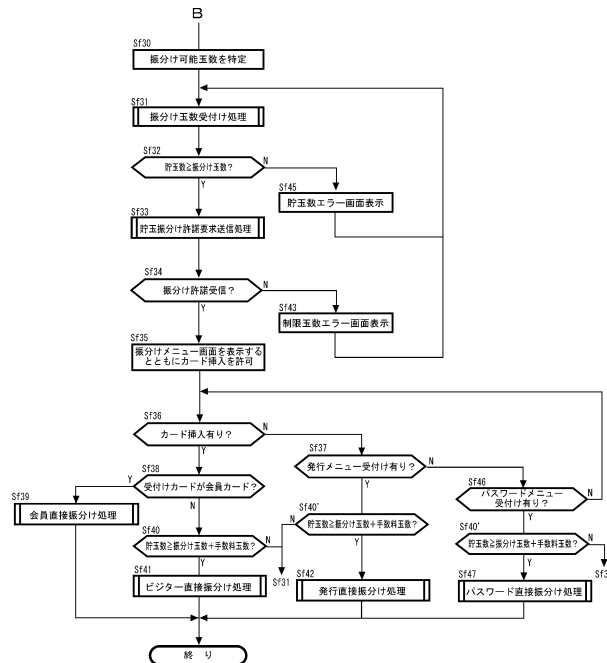 B
Sf30
振分け可能玉数を特定
Sf31
振分け玉数受付け処理
Sf32
貯玉数≧振分け玉数？
N
Y
Sf45
貯玉数エラー画面表示
Sf33
貯玉振分け許諾要求送信処理
Sf34
振分け許諾受信？
N
Y
Sf43
制限玉数エラー画面表示
Sf35
振分けメニュー画面を表示する
とともにカード挿入を許可
Sf36
カード挿入有り？
N
Y
Sf37
発行メニュー受付け有り？
N
Y
Sf38
受付けカードが会員カード？
Y
N
Sf46
パスワードメニュー
受付け有り？
N
Y
Sf39
会員直接振分け処理
Sf40
貯玉数≧振分け玉数＋手数料玉数？
N
Y
Sf31
Sf40'
貯玉数≧振分け玉数＋手数料玉数？
N
Y
Sf40'
貯玉数≧振分け玉数＋手数料玉数？
N
Y
Sf3
Sf41
ビジター直接振分け処理
Sf42
発行直接振分け処理
Sf47
パスワード直接振分け処理
終 り